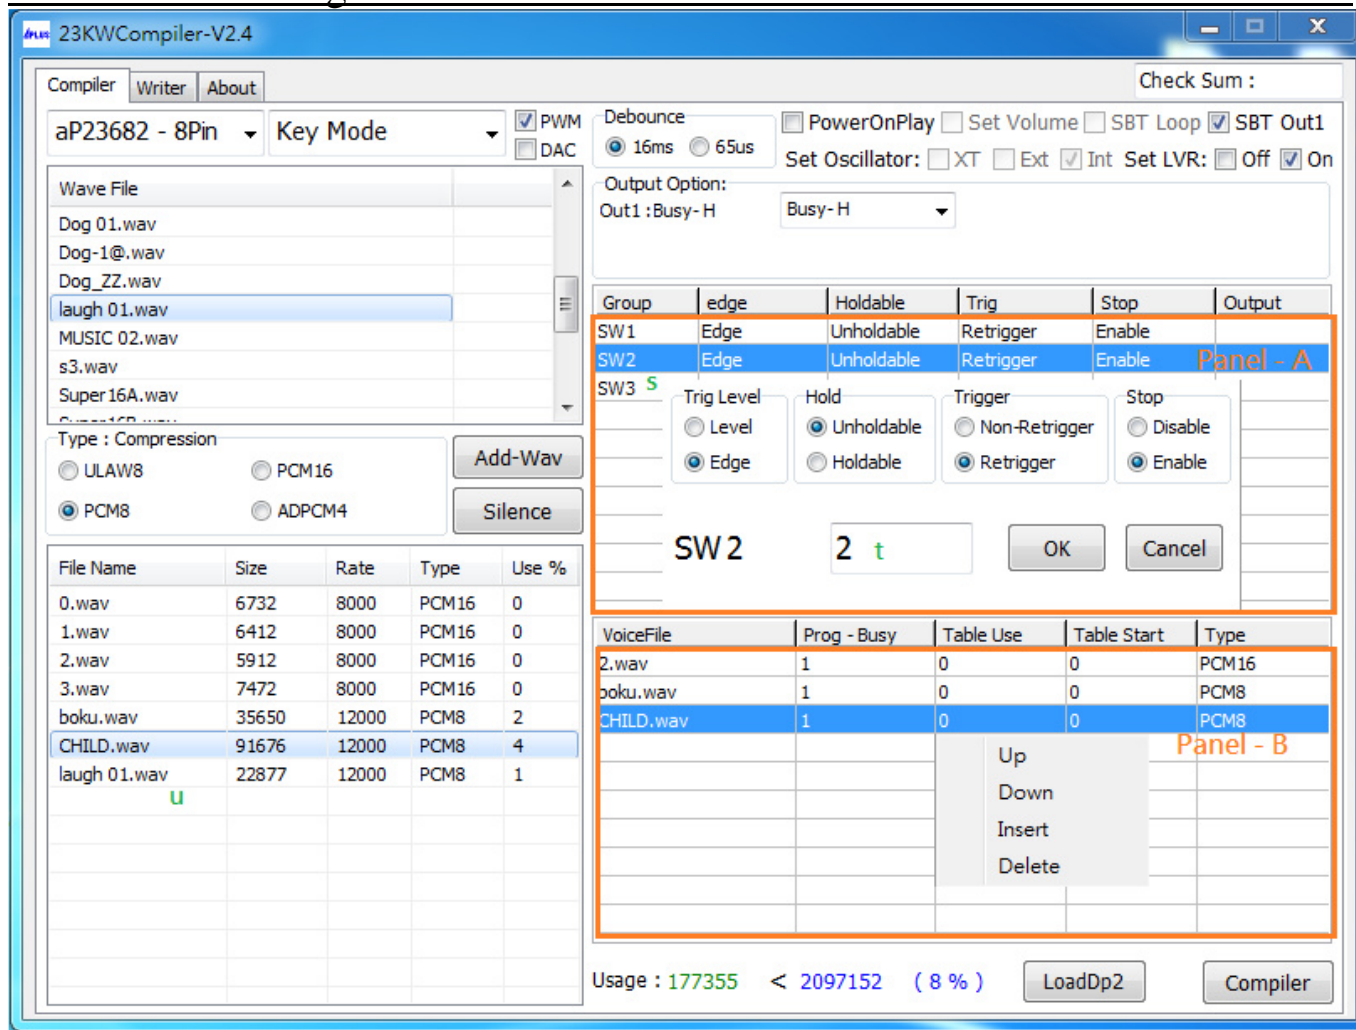 23KWCompiler-V2.4
Compiler Writer About Check Sum :
aP23682 - 8Pin Key Mode PWM DAC
Debounce 16ms 65us
PowerOnPlay Set Volume SBT Loop SBT Out1
Set Oscillator: XT Ext Int Set LVR: Off On
Output Option:
Out1 :Busy- H Busy- H
Wave File
Dog 01.wav
Dog-1@.wav
Dog_ZZ.wav
laugh 01.wav
MUSIC 02.wav
s3.wav
Super16A.wav
Type : Compression
ULAW8 PCM16
PCM8 ADPCM4
Add-Wav
Silence
File Name Size Rate Type Use %
0.wav 6732 8000 PCM16 0
1.wav 6412 8000 PCM16 0
2.wav 5912 8000 PCM16 0
3.wav 7472 8000 PCM16 0
boku.wav 35650 12000 PCM8 2
CHILD.wav 91676 12000 PCM8 4
laugh 01.wav 22877 12000 PCM8 1
u
Group edge Holdable Trig Stop Output
SW1 Edge Unholdable Retrigger Enable
SW2 Edge Unholdable Retrigger Enable Panel - A
SW3 s
Trig Level Hold Trigger Stop
Level Unholdable Non-Retrigger Disable
Edge Holdable Retrigger Enable
SW2 2 t OK Cancel
VoiceFile Prog - Busy Table Use Table Start Type
2.wav 1 0 0 PCM16
boku.wav 1 0 0 PCM8
CHILD.wav 1 0 0 PCM8
Panel - B
Up
Down
Insert
Delete
Usage : 177355 < 2097152 ( 8 % ) LoadDp2 Compiler